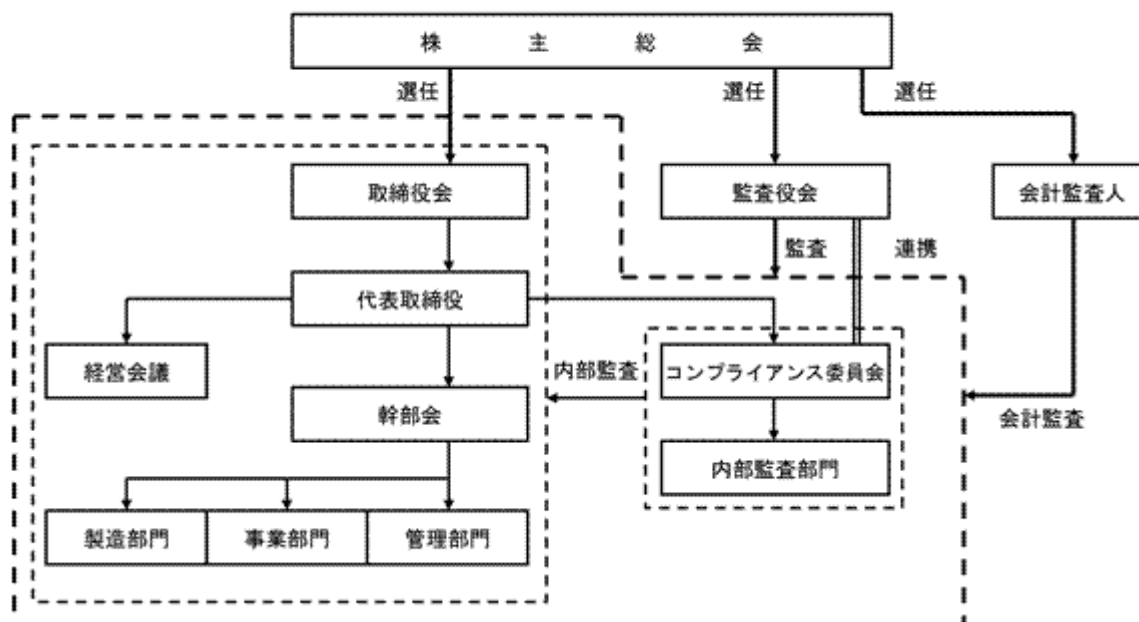 株主総会
選任
選任
選任
取締役会
監査役会
会計監査人
監査
連携
代表取締役
経営会議
内部監査
コンプライアンス委員会
幹部会
会計監査
内部監査部門
製造部門
事業部門
管理部門